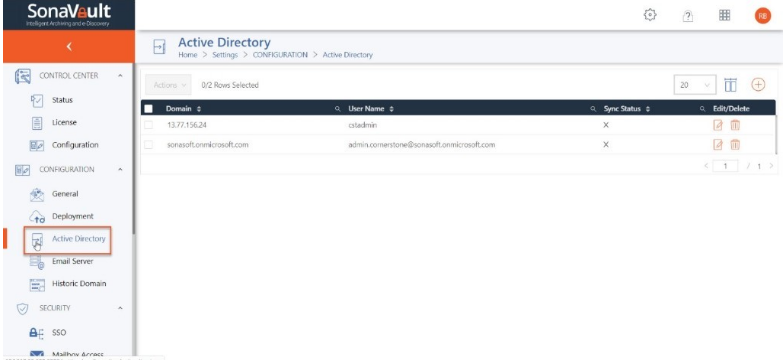 SonaVault
Intelligent Archiving and e-Discovery
RB
Active Directory
Home > Settings > CONFIGURATION > Active Directory
CONTROL CENTER
Status
License
Configuration
CONFIGURATION
General
Deployment
Active Directory
Email Server
Historic Domain
SECURITY
SSO
Mailbox Access
Actions 0/2 Rows Selected 20
Domain User Name Sync Status Edit/Delete
13.77.156.24 cstadmin X
sonasoft.onmicrosoft.com admin.cornerstone@sonasoft.onmicrosoft.com X
< 1 / 1 >